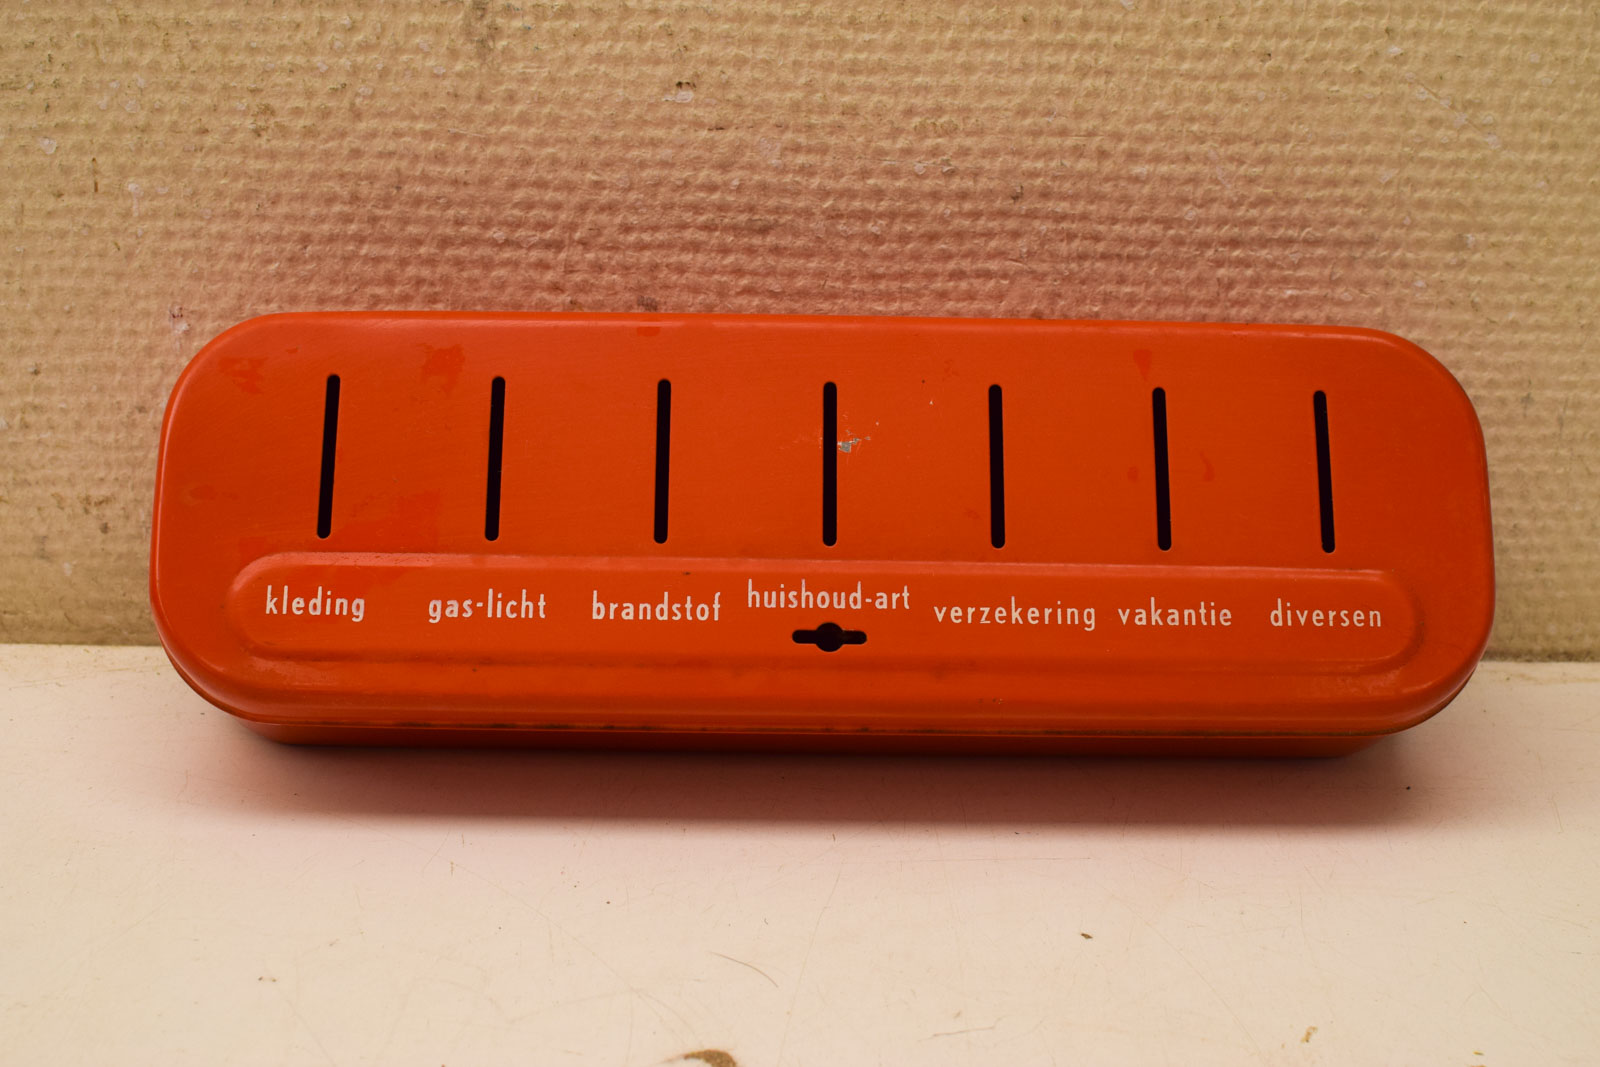 kleding gas-licht brandstof huishoud-art verzekering vakantie diversen